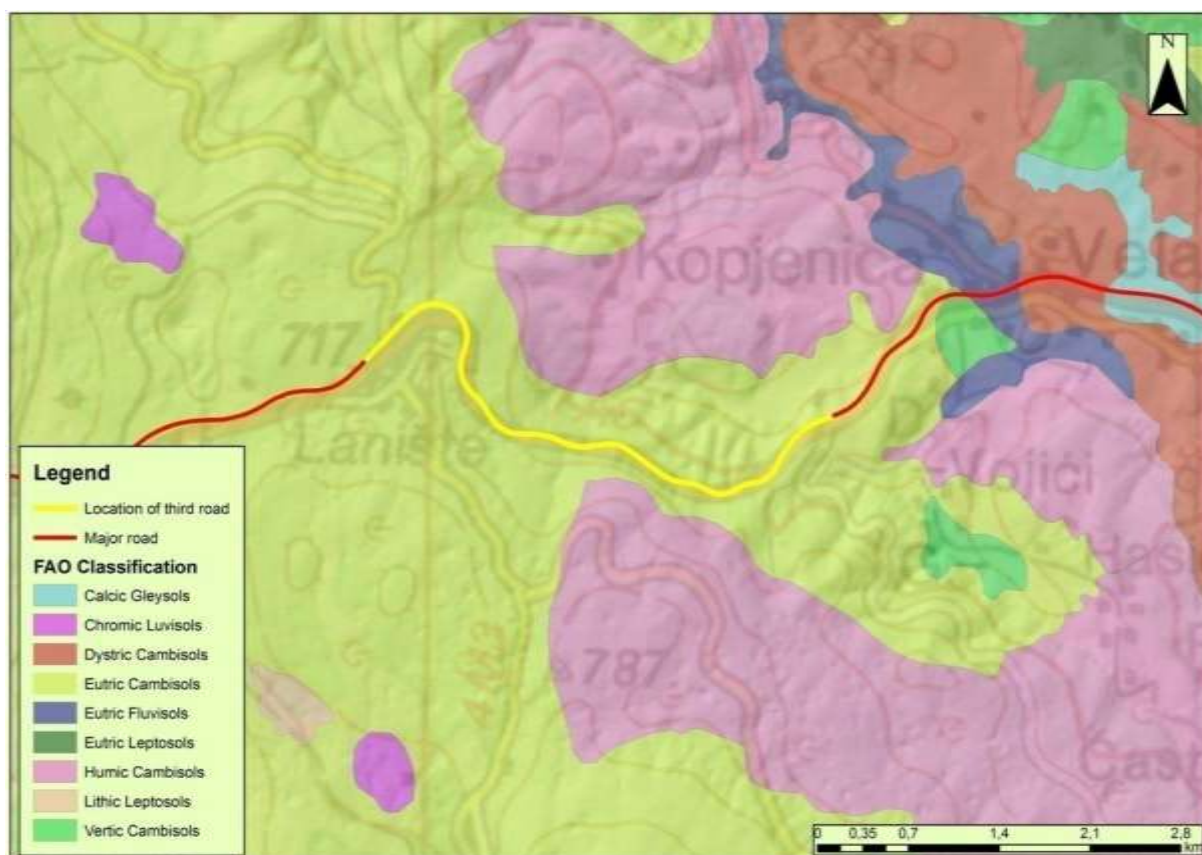 N
Kopjenica
Vela
717
Lanište
Vojići
787
Legend
Location of third road
Major road
FAO Classification
Calcic Gleysols
Chromic Luvisols
Dystric Cambisols
Eutric Cambisols
Eutric Fluvisols
Eutric Leptosols
Humic Cambisols
Lithic Leptosols
Vertic Cambisols
0 0,35 0,7 1,4 2,1 2,8
km